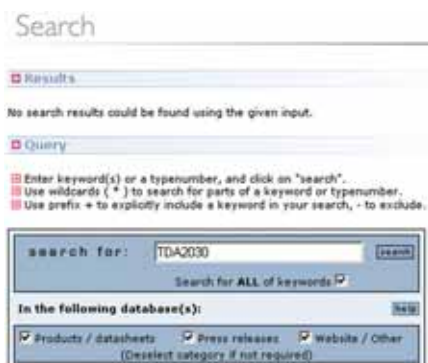 Search
Results
No search results could be found using the given input.
Query
Enter keyword(s) or a typenumber, and click on "search".
Use wildcards ( * ) to search for parts of a keyword or typenumber.
Use prefix + to explicitly include a keyword in your search, - to exclude.
search for: TDA2030 search
Search for ALL of keywords
In the following database(s): help
Products / datasheets Press releases Website / Other
(Deselect category if not required)